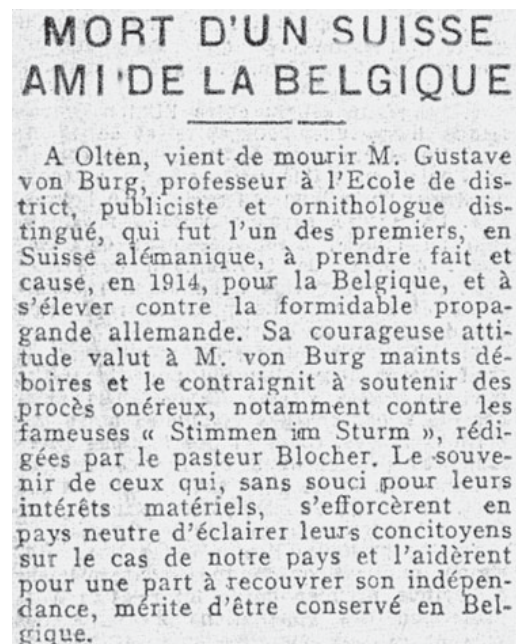 MORT D'UN SUISSE
AMI DE LA BELGIQUE
A Olten, vient de mourir M. Gustave
von Burg, professeur à l'Ecole de dis-
trict, publiciste et ornithologue dis-
tingué, qui fut l'un des premiers, en
Suisse alémanique, à prendre fait et
cause, en 1914, pour la Belgique, et à
s'élever contre la formidable propa-
gande allemande. Sa courageuse atti-
tude valut à M. von Burg maints dé-
boires et le contraignit à soutenir des
procès onéreux, notamment contre les
fameuses « Stimmen im Sturm », rédi-
gées par le pasteur Blocher. Le souve-
nir de ceux qui, sans souci pour leurs
intérêts matériels, s'efforcèrent en
pays neutre d'éclairer leurs concitoyens
sur le cas de notre pays et l'aidèrent
pour une part à recouvrer son indépen-
dance, mérite d'être conservé en Bel-
gique.